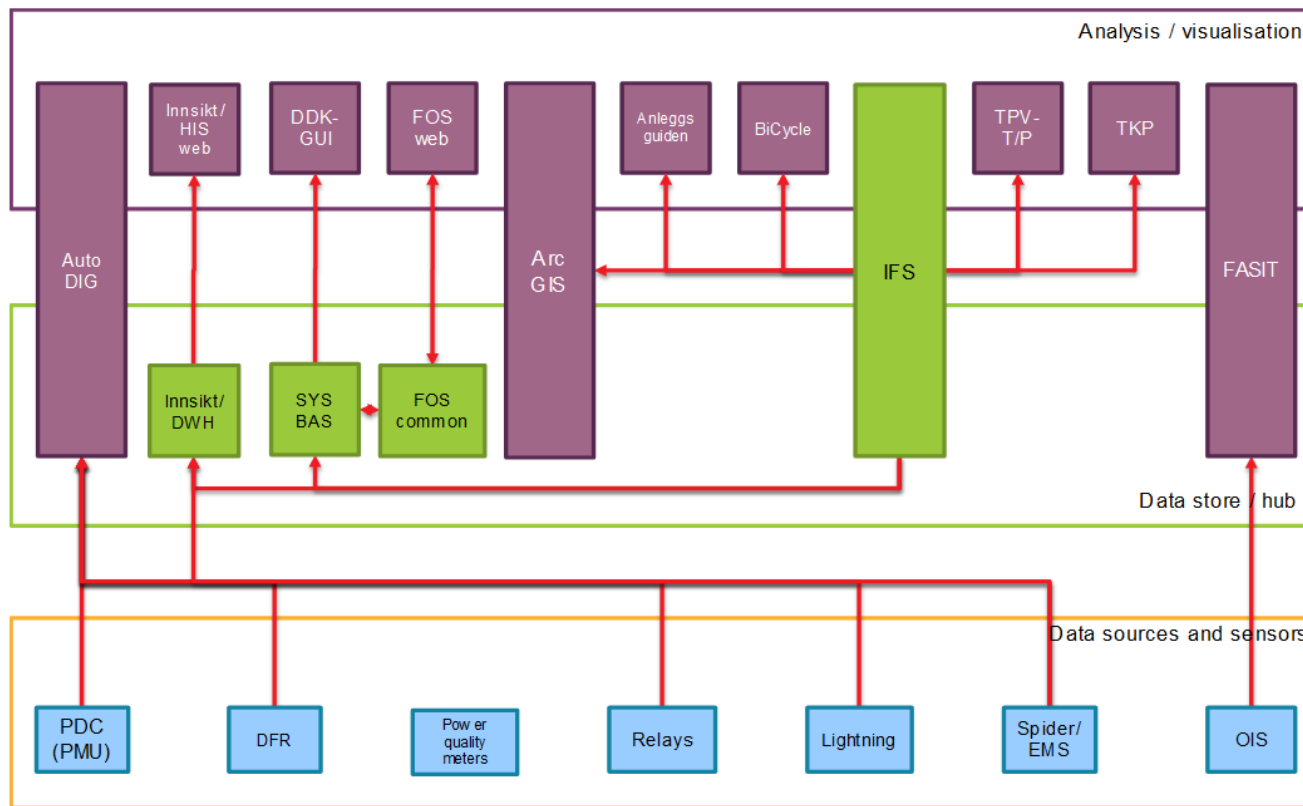 Analysis / visualisation
Innsikt/
HIS
web
DDK-
GUI
FOS
web
Anleggs
guiden
BiCycle
TPV-
T/P
TKP
Auto
DIG
Arc
GIS
IFS
FASIT
Innsikt/
DWH
SYS
BAS
FOS
common
Data store / hub
Data sources and sensors
PDC
(PMU)
DFR
Power
quality
meters
Relays
Lightning
Spider/
EMS
OIS